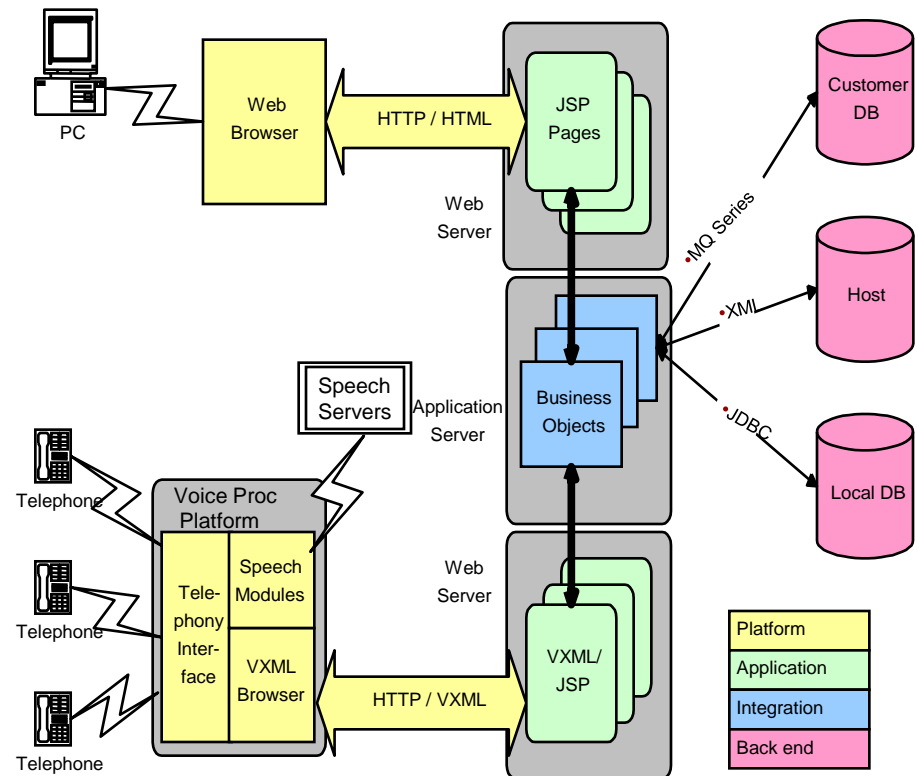 PC
Web
Browser
HTTP / HTML
JSP
Pages
Web
Server
Customer
DB
•MQ Series
•XML
Host
•JDBC
Local DB
Speech
Servers
Application
Server
Business
Objects
Telephone
Telephone
Telephone
Voice Proc
Platform
Tele-
phony
Inter-
face
Speech
Modules
VXML
Browser
HTTP / VXML
Web
Server
VXML/
JSP
Platform
Application
Integration
Back end